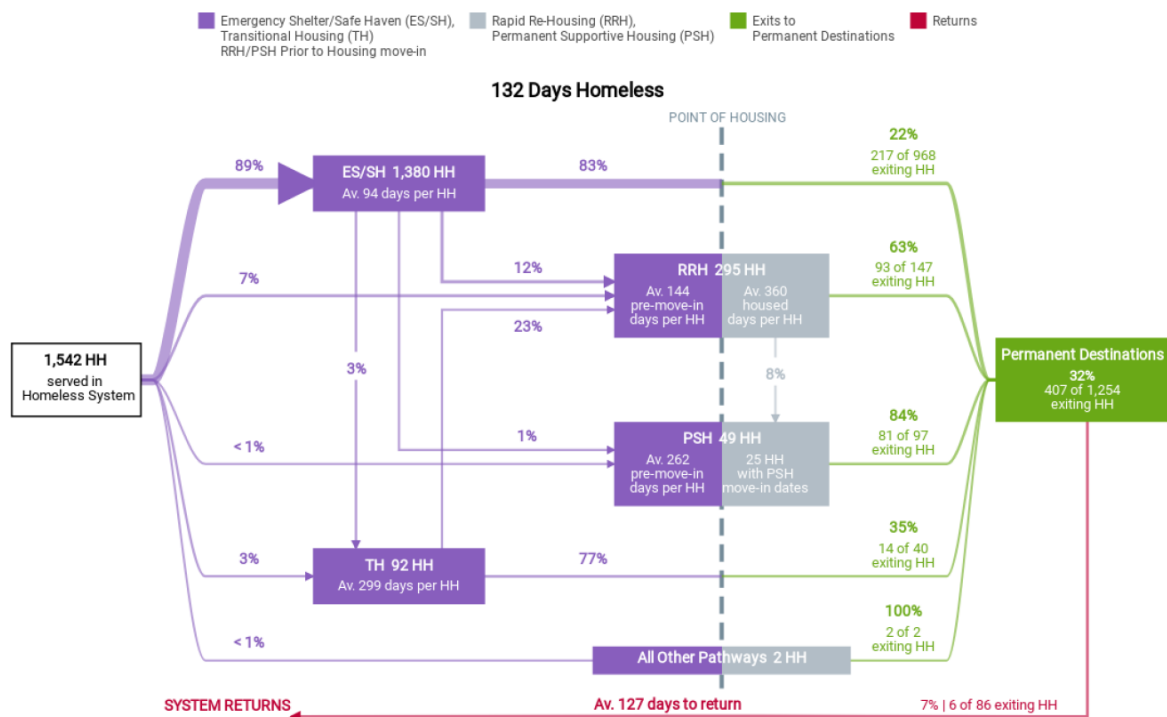 Emergency Shelter/Safe Haven (ES/SH),
Transitional Housing (TH)
RRH/PSH Prior to Housing move-in
Rapid Re-Housing (RRH),
Permanent Supportive Housing (PSH)
Exits to
Permanent Destinations
Returns
132 Days Homeless
POINT OF HOUSING
89%
ES/SH 1,380 HH
Av. 94 days per HH
83%
22%
217 of 968
exiting HH
7%
12%
23%
RRH 295 HH
Av. 144
pre-move-in
days per HH
Av. 360
housed
days per HH
63%
93 of 147
exiting HH
1,542 HH
served in
Homeless System
3%
8%
Permanent Destinations
32%
407 of 1,254
exiting HH
< 1%
1%
PSH 49 HH
Av. 262
pre-move-in
days per HH
25 HH
with PSH
move-in dates
84%
81 of 97
exiting HH
3%
TH 92 HH
Av. 299 days per HH
77%
35%
14 of 40
exiting HH
< 1%
All Other Pathways 2 HH
100%
2 of 2
exiting HH
SYSTEM RETURNS
Av. 127 days to return
7% | 6 of 86 exiting HH